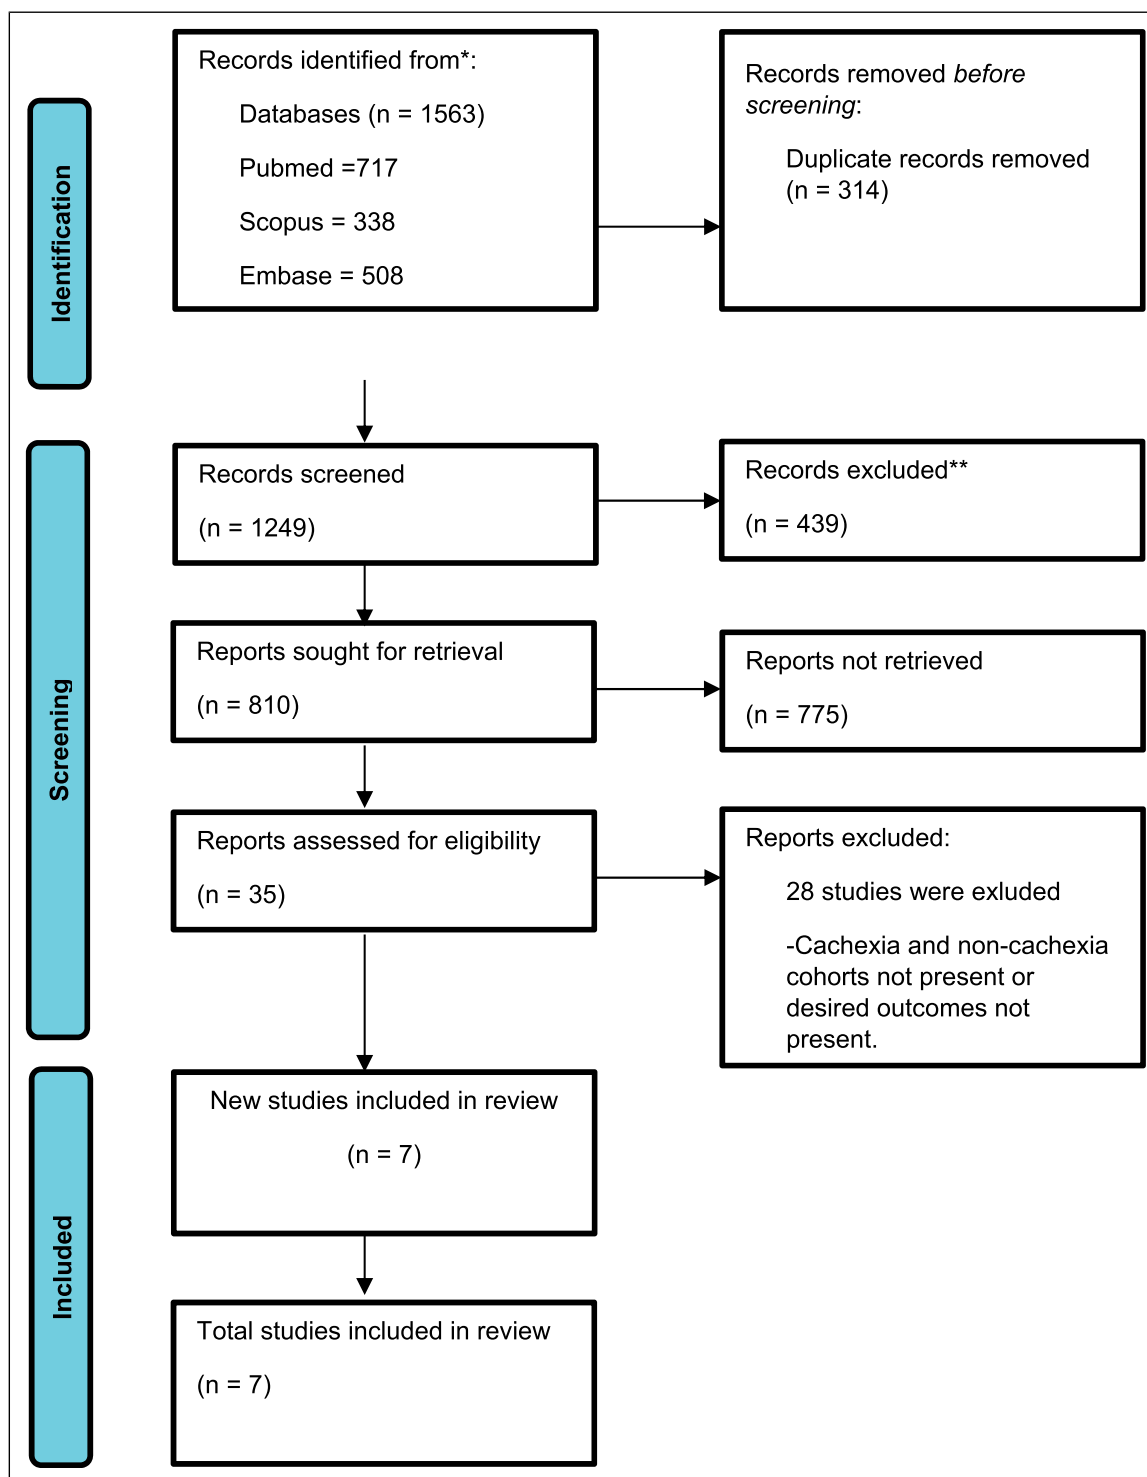 Identification
Records identified from*:
Databases (n = 1563)
Pubmed =717
Scopus = 338
Embase = 508
Records removed before
screening:
Duplicate records removed
(n = 314)
Screening
Records screened
(n = 1249)
Records excluded**
(n = 439)
Reports sought for retrieval
(n = 810)
Reports not retrieved
(n = 775)
Reports assessed for eligibility
(n = 35)
Reports excluded:
28 studies were exluded
-Cachexia and non-cachexia
cohorts not present or
desired outcomes not
present.
Included
New studies included in review
(n = 7)
Total studies included in review
(n = 7)